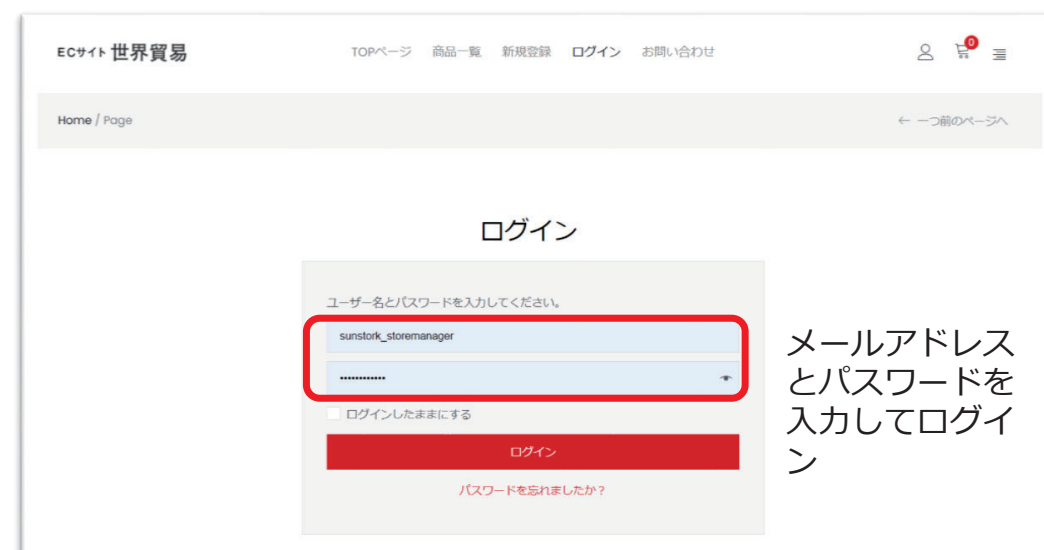 ECサイト 世界貿易
TOPページ 商品一覧 新規登録 ログイン お問い合わせ
0
Home / Page
← 一つ前のページへ
ログイン
ユーザー名とパスワードを入力してください。
sunstork_storemanager
••••••••••••
ログインしたままにする
ログイン
パスワードを忘れましたか？
メールアドレス
とパスワードを
入力してログイ
ン